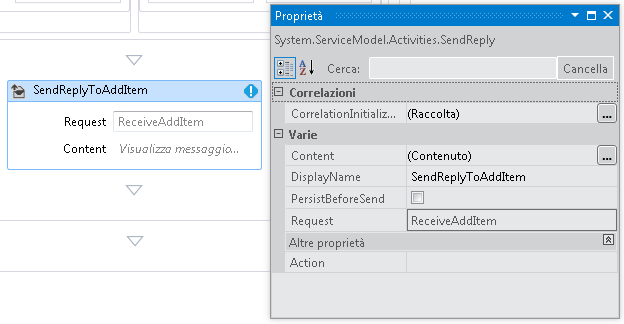 SendReplyToAddItem
Request ReceiveAddItem
Content Visualizza messaggio...
Proprietà
System.ServiceModel.Activities.SendReply
Cerca: Cancella
Correlazioni
CorrelationInitializ... (Raccolta) ...
Varie
Content (Contenuto) ...
DisplayName SendReplyToAddItem
PersistBeforeSend
Request ReceiveAddItem
Altre proprietà
Action